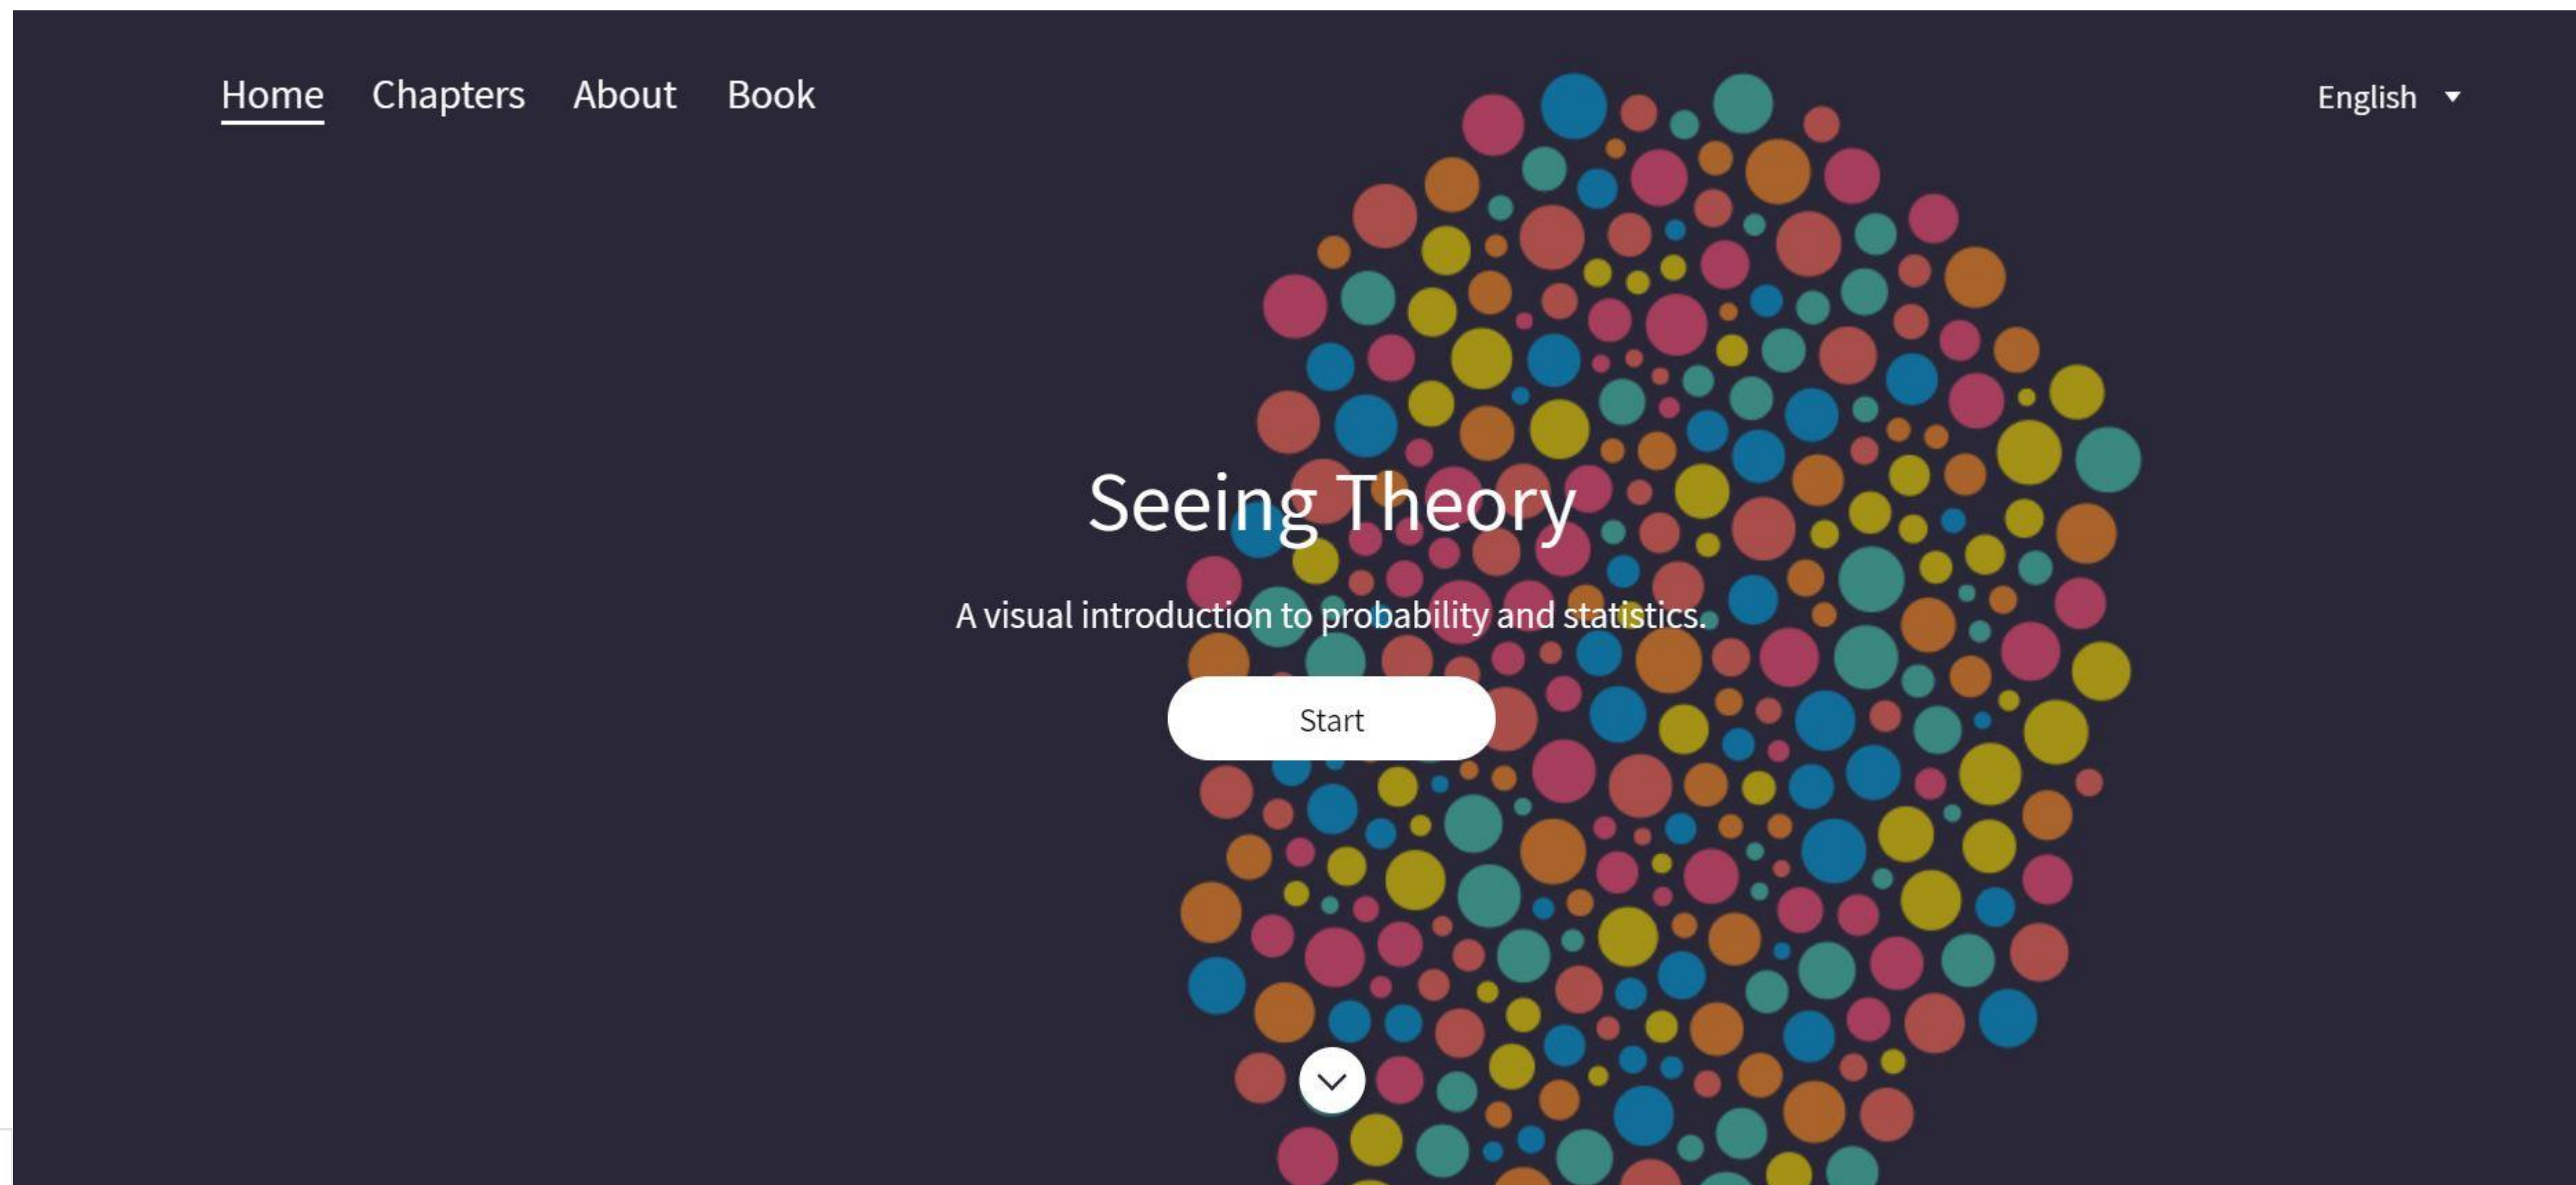 Home Chapters About Book English
Seeing Theory
A visual introduction to probability and statistics.
Start